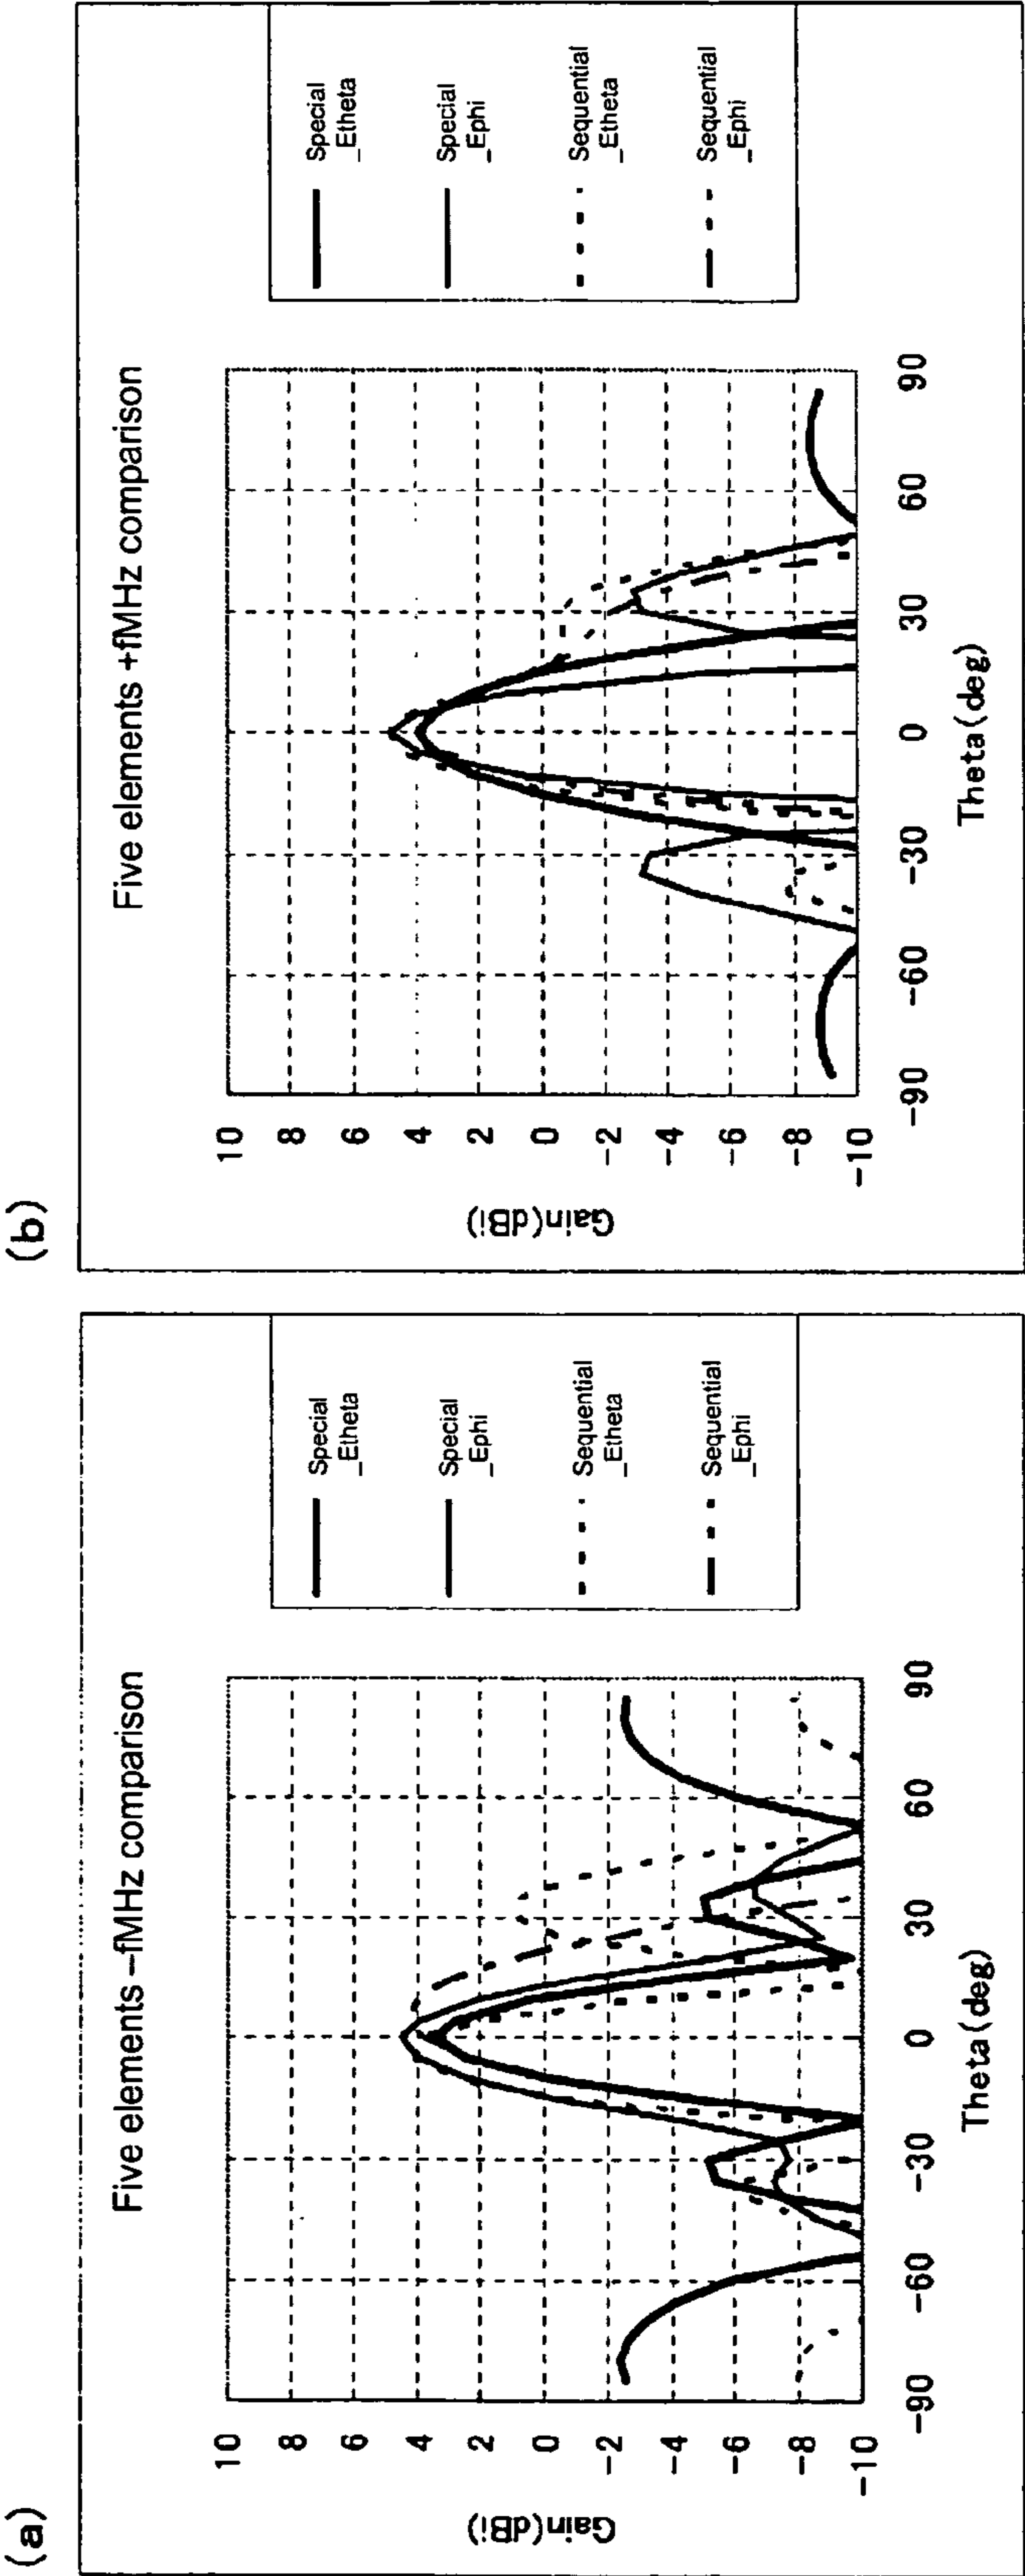 (a)
Five elements −fMHz comparison
Gain(dBi)
10
8
6
4
2
0
−2
−4
−6
−8
−10
−90
−60
−30
0
30
60
90
Theta(deg)
Special
_Etheta
Special
_Ephi
Sequential
_Etheta
Sequential
_Ephi
(b)
Five elements +fMHz comparison
Gain(dBi)
10
8
6
4
2
0
−2
−4
−6
−8
−10
−90
−60
−30
0
30
60
90
Theta(deg)
Special
_Etheta
Special
_Ephi
Sequential
_Etheta
Sequential
_Ephi